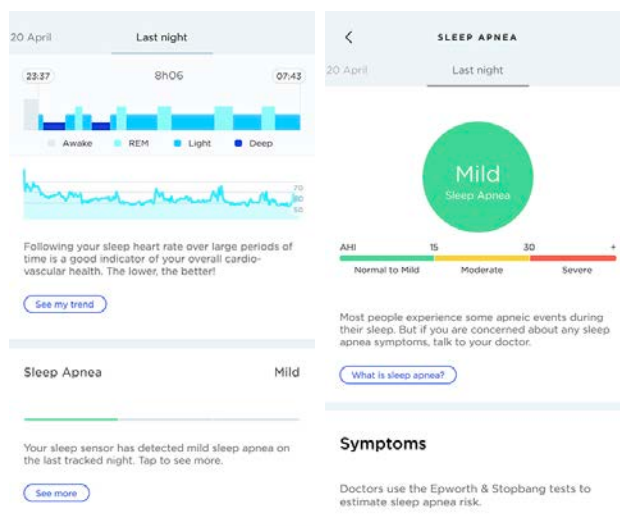 20 April
Last night
23:37
8h06
07:43
Awake
REM
Light
Deep
70
60
50
Following your sleep heart rate over large periods of
time is a good indicator of your overall cardio-
vascular health. The lower, the better!
See my trend
Sleep Apnea
Mild
Your sleep sensor has detected mild sleep apnea on
the last tracked night. Tap to see more.
See more
SLEEP APNEA
20 April
Last night
Mild
Sleep Apnea
AHI
15
30
+
Normal to Mild
Moderate
Severe
Most people experience some apneic events during
their sleep. But if you are concerned about any sleep
apnea symptoms, talk to your doctor.
What is sleep apnea?
Symptoms
Doctors use the Epworth & Stopbang tests to
estimate sleep apnea risk.